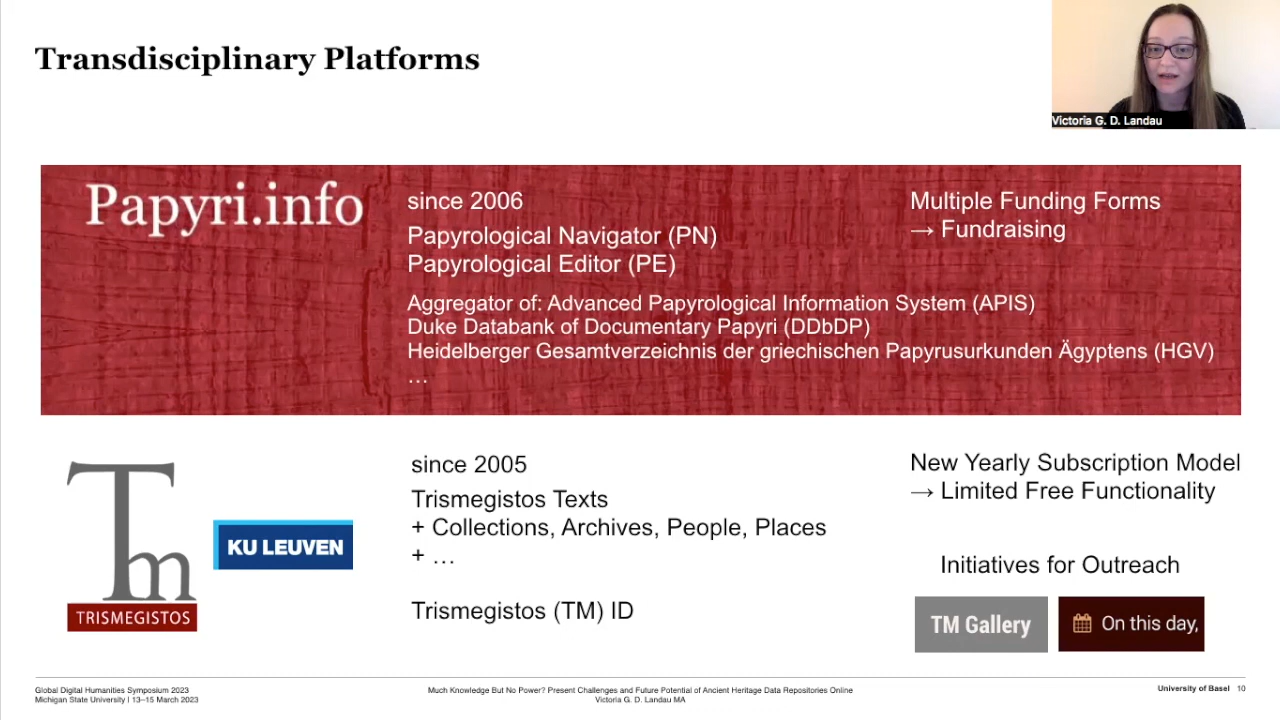 Transdisciplinary Platforms
Victoria G. D. Landau
Papyri.info
since 2006
Papyrological Navigator (PN)
Papyrological Editor (PE)
Aggregator of: Advanced Papyrological Information System (APIS)
Duke Databank of Documentary Papyri (DDbDP)
Heidelberger Gesamtverzeichnis der griechischen Papyrusurkunden Ägyptens (HGV)
…
Multiple Funding Forms
→ Fundraising
Tm
TRISMEGISTOS
KU LEUVEN
since 2005
Trismegistos Texts
+ Collections, Archives, People, Places
+ …
Trismegistos (TM) ID
New Yearly Subscription Model
→ Limited Free Functionality
Initiatives for Outreach
TM Gallery
On this day,
Global Digital Humanities Symposium 2023
Michigan State University | 13–15 March 2023
Much Knowledge But No Power? Present Challenges and Future Potential of Ancient Heritage Data Repositories Online
Victoria G. D. Landau MA
University of Basel 10